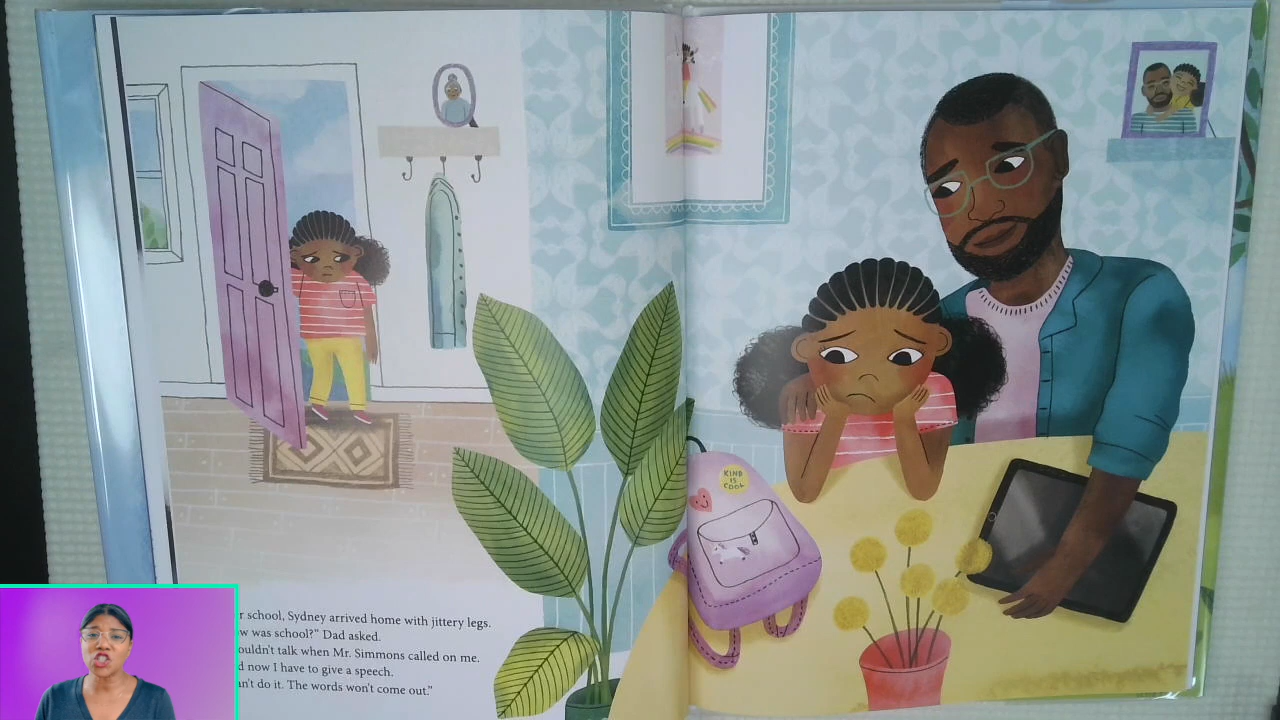 r school, Sydney arrived home with jittery legs.
w was school?" Dad asked.
ouldn't talk when Mr. Simmons called on me.
d now I have to give a speech.
an't do it. The words won't come out."
KIND
IS
COOL